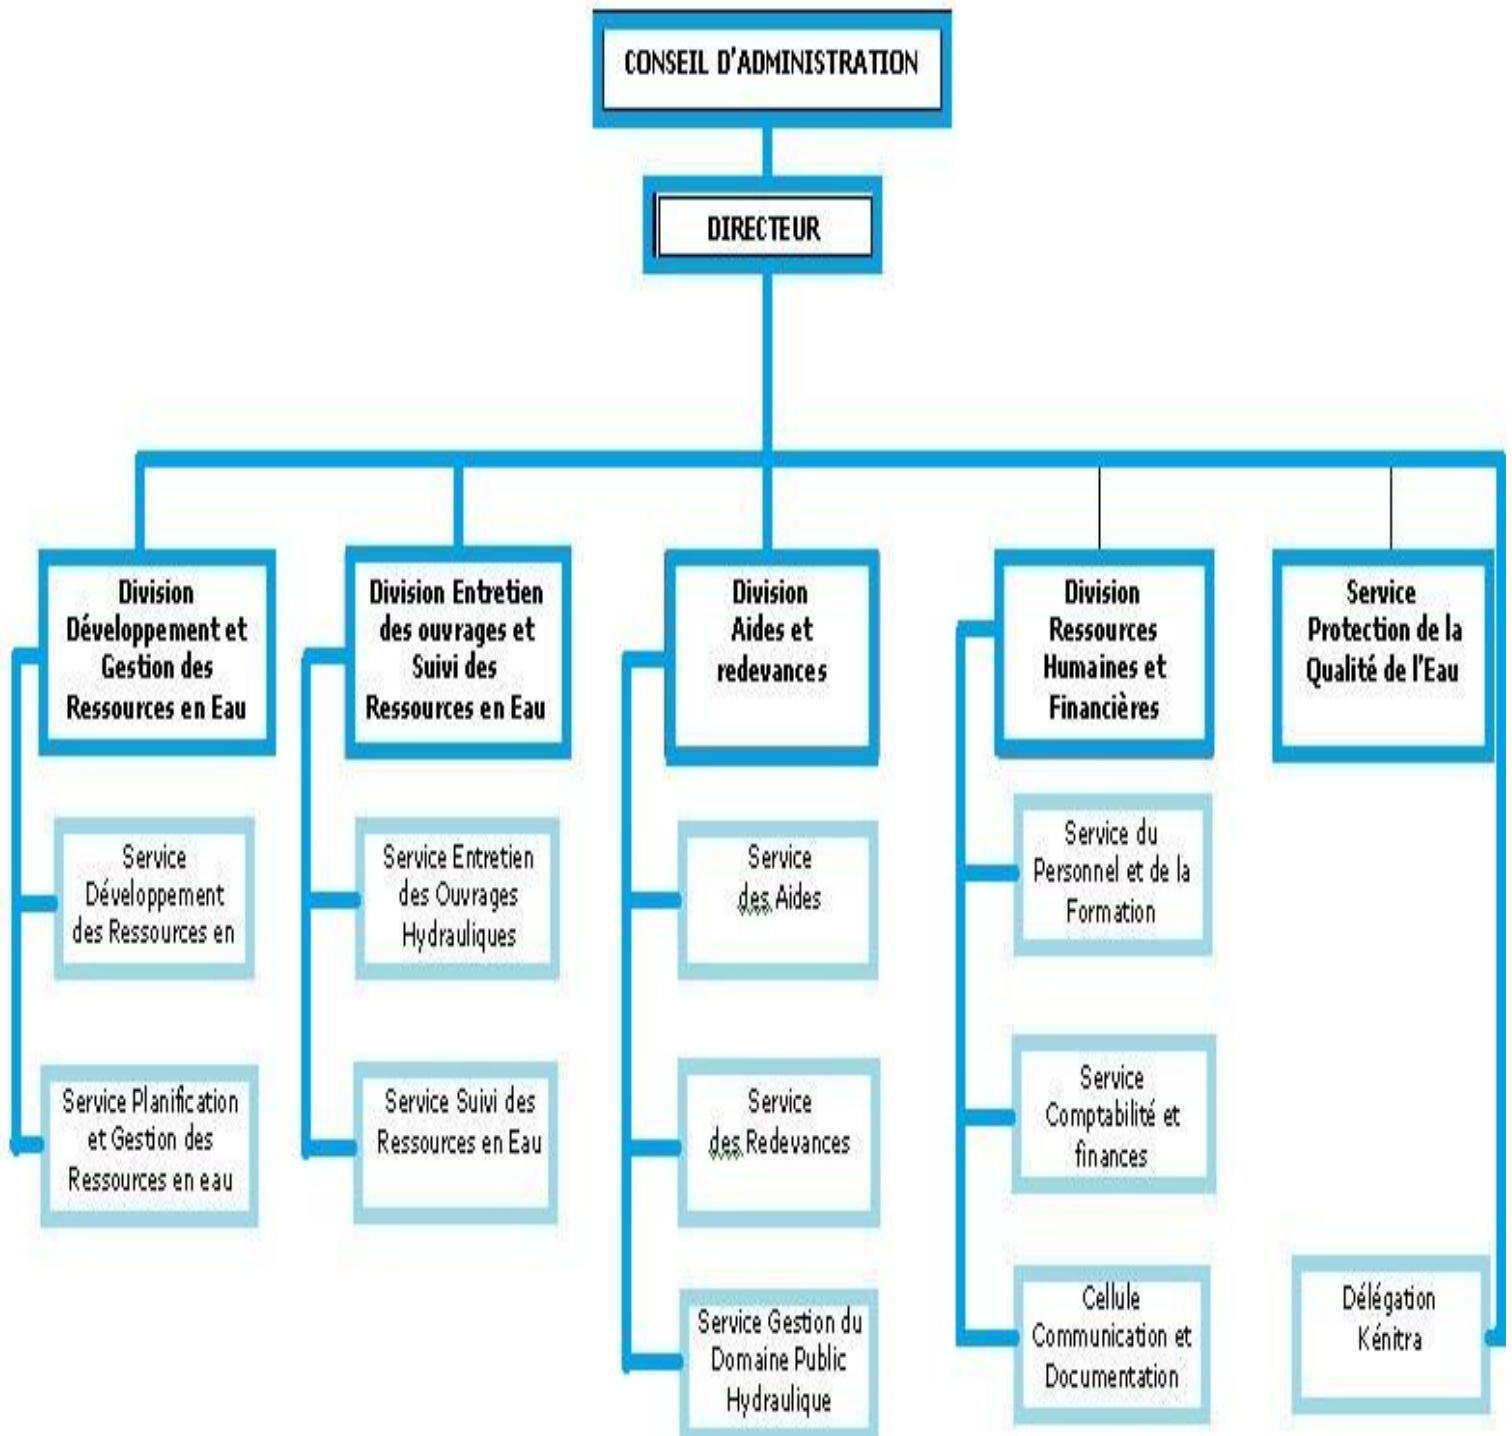 CONSEIL D'ADMINISTRATION
DIRECTEUR
Division
Développement et
Gestion des
Ressources en Eau
Division Entretien
des ouvrages et
Suivi des
Ressources en Eau
Division
Aides et
redevances
Division
Ressources
Humaines et
Financières
Service
Protection de la
Qualité de l'Eau
Service
Développement
des Ressources en
Service Entretien
des Ouvrages
Hydrauliques
Service
des Aides
Service du
Personnel et de la
Formation
Service Planification
et Gestion des
Ressources en eau
Service Suivi des
Ressources en Eau
Service
des Redevances
Service
Comptabilité et
finances
Service Gestion du
Domaine Public
Hydraulique
Cellule
Communication et
Documentation
Délégation
Kénitra